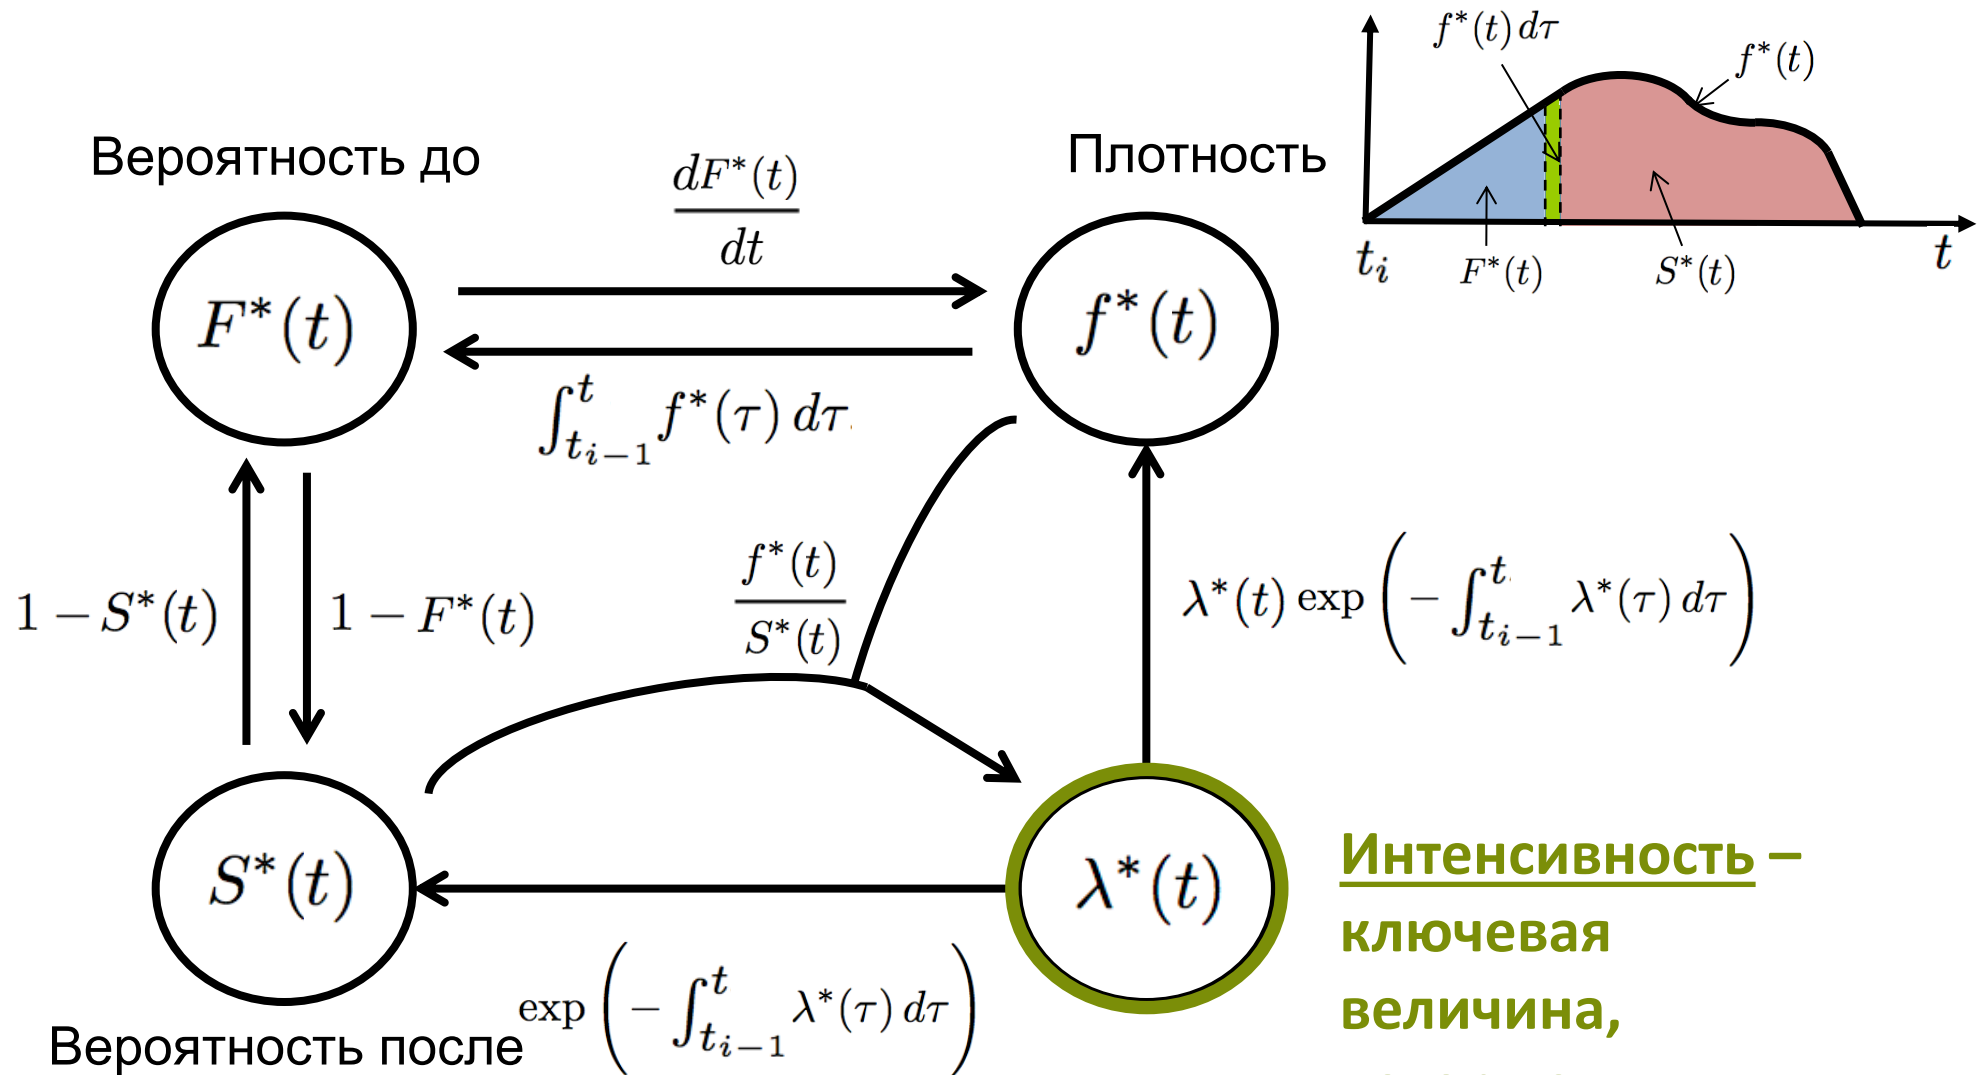 f*(t) dτ
f*(t)
t_i
F*(t)
S*(t)
t
Вероятность до
Плотность
dF*(t)
dt
F*(t)
f*(t)
∫_{t_{i−1}}^{t} f*(τ) dτ
1 − S*(t)
1 − F*(t)
f*(t)
S*(t)
λ*(t) exp ( − ∫_{t_{i−1}}^{t} λ*(τ) dτ )
S*(t)
λ*(t)
Интенсивность –
ключевая
величина,
exp ( − ∫_{t_{i−1}}^{t} λ*(τ) dτ )
Вероятность после